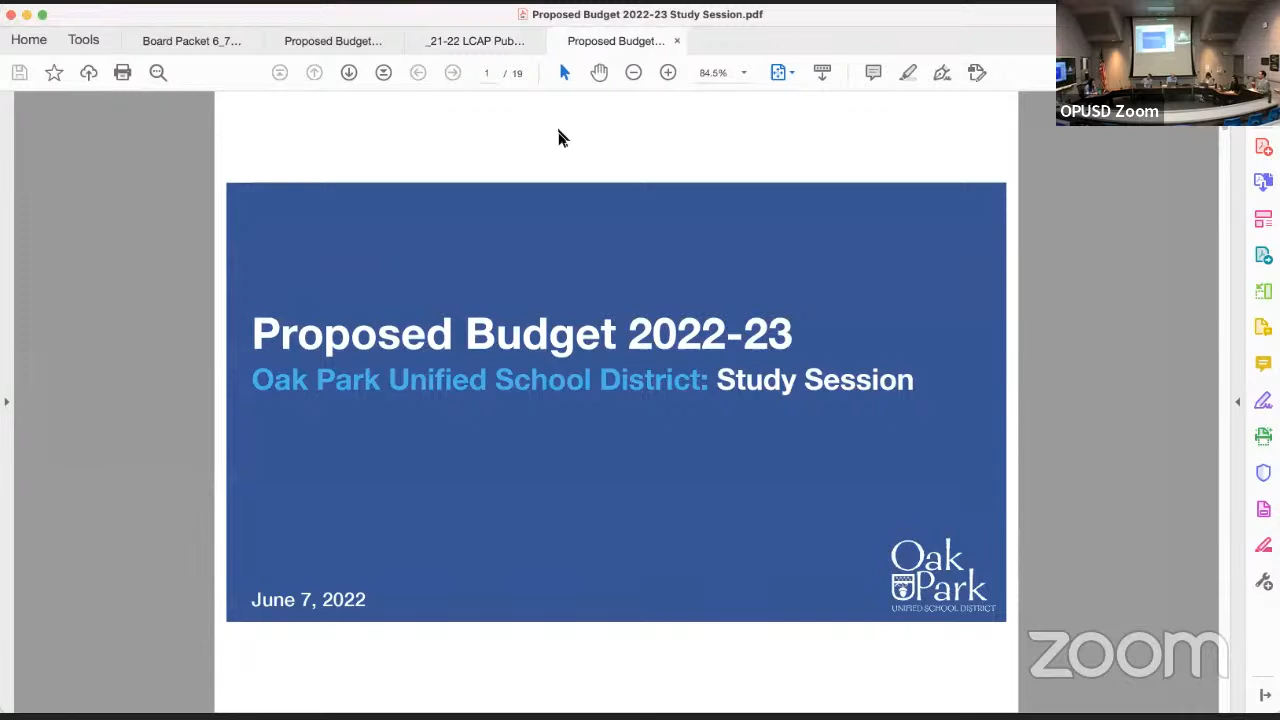 Proposed Budget 2022-23 Study Session.pdf
Home
Tools
Board Packet 6_7...
Proposed Budget...
_21-22 LCAP Pub...
Proposed Budget...
×
1
/ 19
84.5%
OPUSD Zoom
Proposed Budget 2022-23
Oak Park Unified School District: Study Session
June 7, 2022
Oak
Park
UNIFIED SCHOOL DISTRICT
zoom